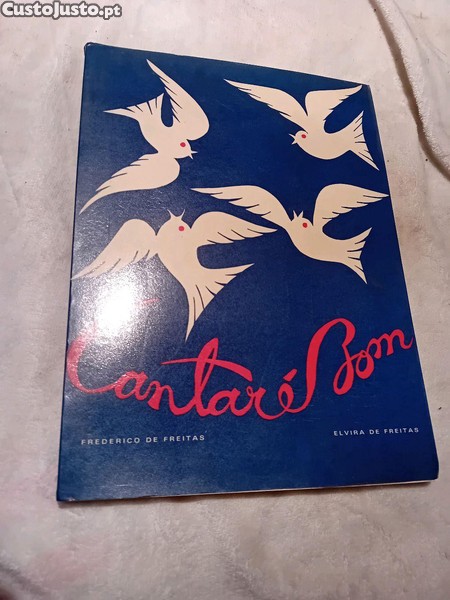 CustoJusto.pt
Cantar é Bom
FREDERICO DE FREITAS
ELVIRA DE FREITAS